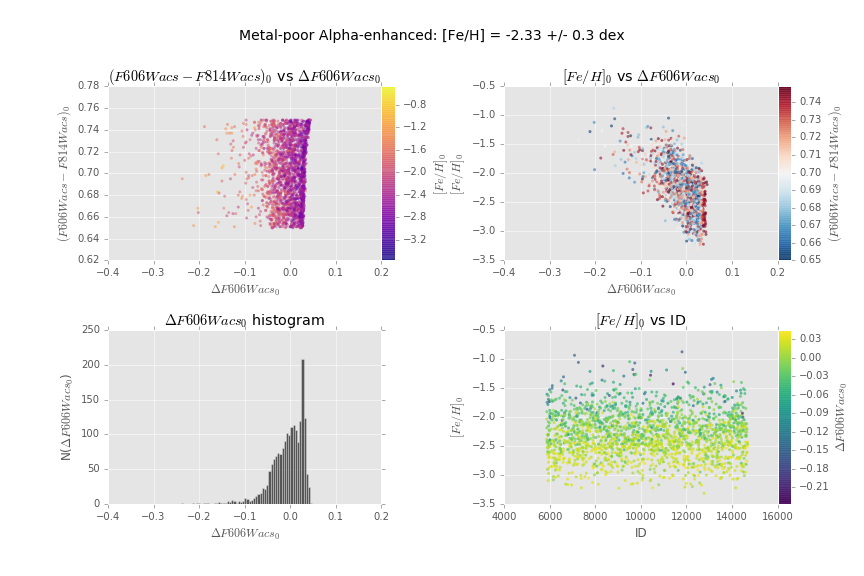 Metal-poor Alpha-enhanced: [Fe/H] = -2.33 +/- 0.3 dex
(F606Wacs − F814Wacs)₀ vs ΔF606Wacs₀
0.78
0.76
0.74
0.72
0.70
0.68
0.66
0.64
0.62
(F606Wacs − F814Wacs)₀
−0.4 −0.3 −0.2 −0.1 0.0 0.1 0.2
ΔF606Wacs₀
−0.8
−1.2
−1.6
−2.0
−2.4
−2.8
−3.2
[Fe/H]₀
[Fe/H]₀ vs ΔF606Wacs₀
−0.5
−1.0
−1.5
−2.0
−2.5
−3.0
−3.5
[Fe/H]₀
−0.4 −0.3 −0.2 −0.1 0.0 0.1 0.2
ΔF606Wacs₀
0.74
0.73
0.72
0.71
0.70
0.69
0.68
0.67
0.66
0.65
(F606Wacs − F814Wacs)₀
ΔF606Wacs₀ histogram
250
200
150
100
50
0
N(ΔF606Wacs₀)
−0.4 −0.3 −0.2 −0.1 0.0 0.1 0.2
ΔF606Wacs₀
[Fe/H]₀ vs ID
−0.5
−1.0
−1.5
−2.0
−2.5
−3.0
−3.5
[Fe/H]₀
4000 6000 8000 10000 12000 14000 16000
ID
0.03
0.00
−0.03
−0.06
−0.09
−0.12
−0.15
−0.18
−0.21
ΔF606Wacs₀